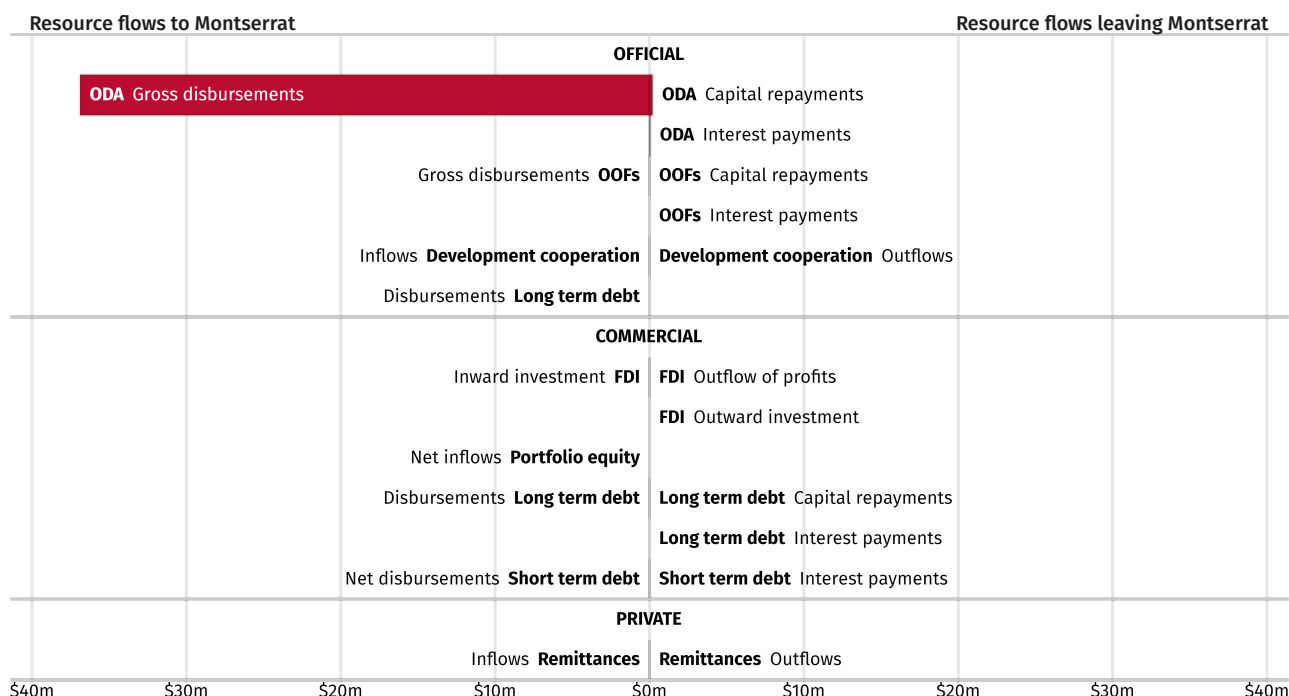 Resource flows to Montserrat Resource flows leaving Montserrat
OFFICIAL
ODA Gross disbursements ODA Capital repayments
ODA Interest payments
Gross disbursements OOFs OOFs Capital repayments
OOFs Interest payments
Inflows Development cooperation Development cooperation Outflows
Disbursements Long term debt
COMMERCIAL
Inward investment FDI FDI Outflow of profits
FDI Outward investment
Net inflows Portfolio equity
Disbursements Long term debt Long term debt Capital repayments
Long term debt Interest payments
Net disbursements Short term debt Short term debt Interest payments
PRIVATE
Inflows Remittances Remittances Outflows
$40m $30m $20m $10m $0m $10m $20m $30m $40m